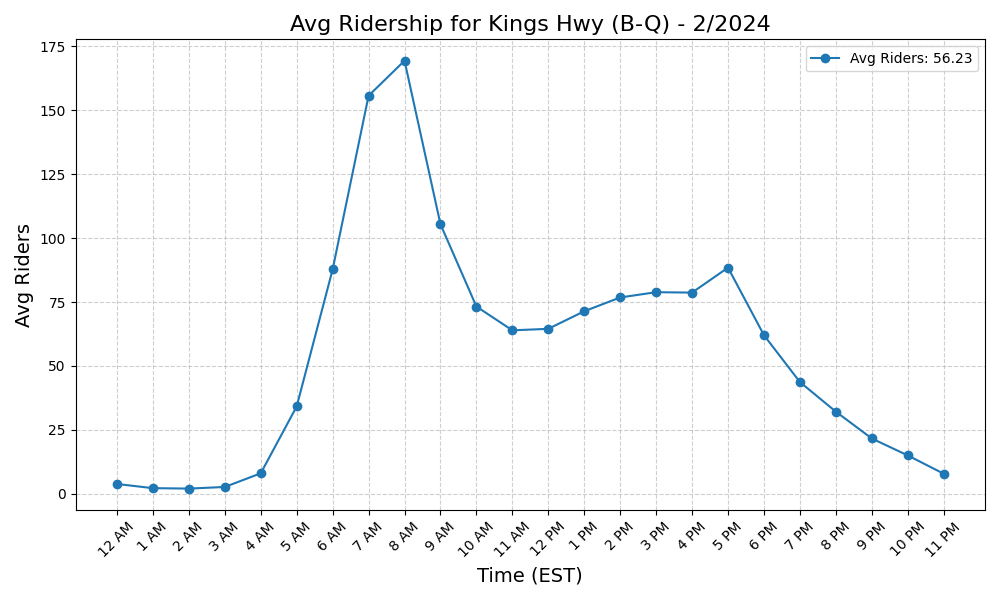 Avg Ridership for Kings Hwy (B-Q) - 2/2024
Avg Riders: 56.23
Avg Riders
175
150
125
100
75
50
25
0
12 AM
1 AM
2 AM
3 AM
4 AM
5 AM
6 AM
7 AM
8 AM
9 AM
10 AM
11 AM
12 PM
1 PM
2 PM
3 PM
4 PM
5 PM
6 PM
7 PM
8 PM
9 PM
10 PM
11 PM
Time (EST)